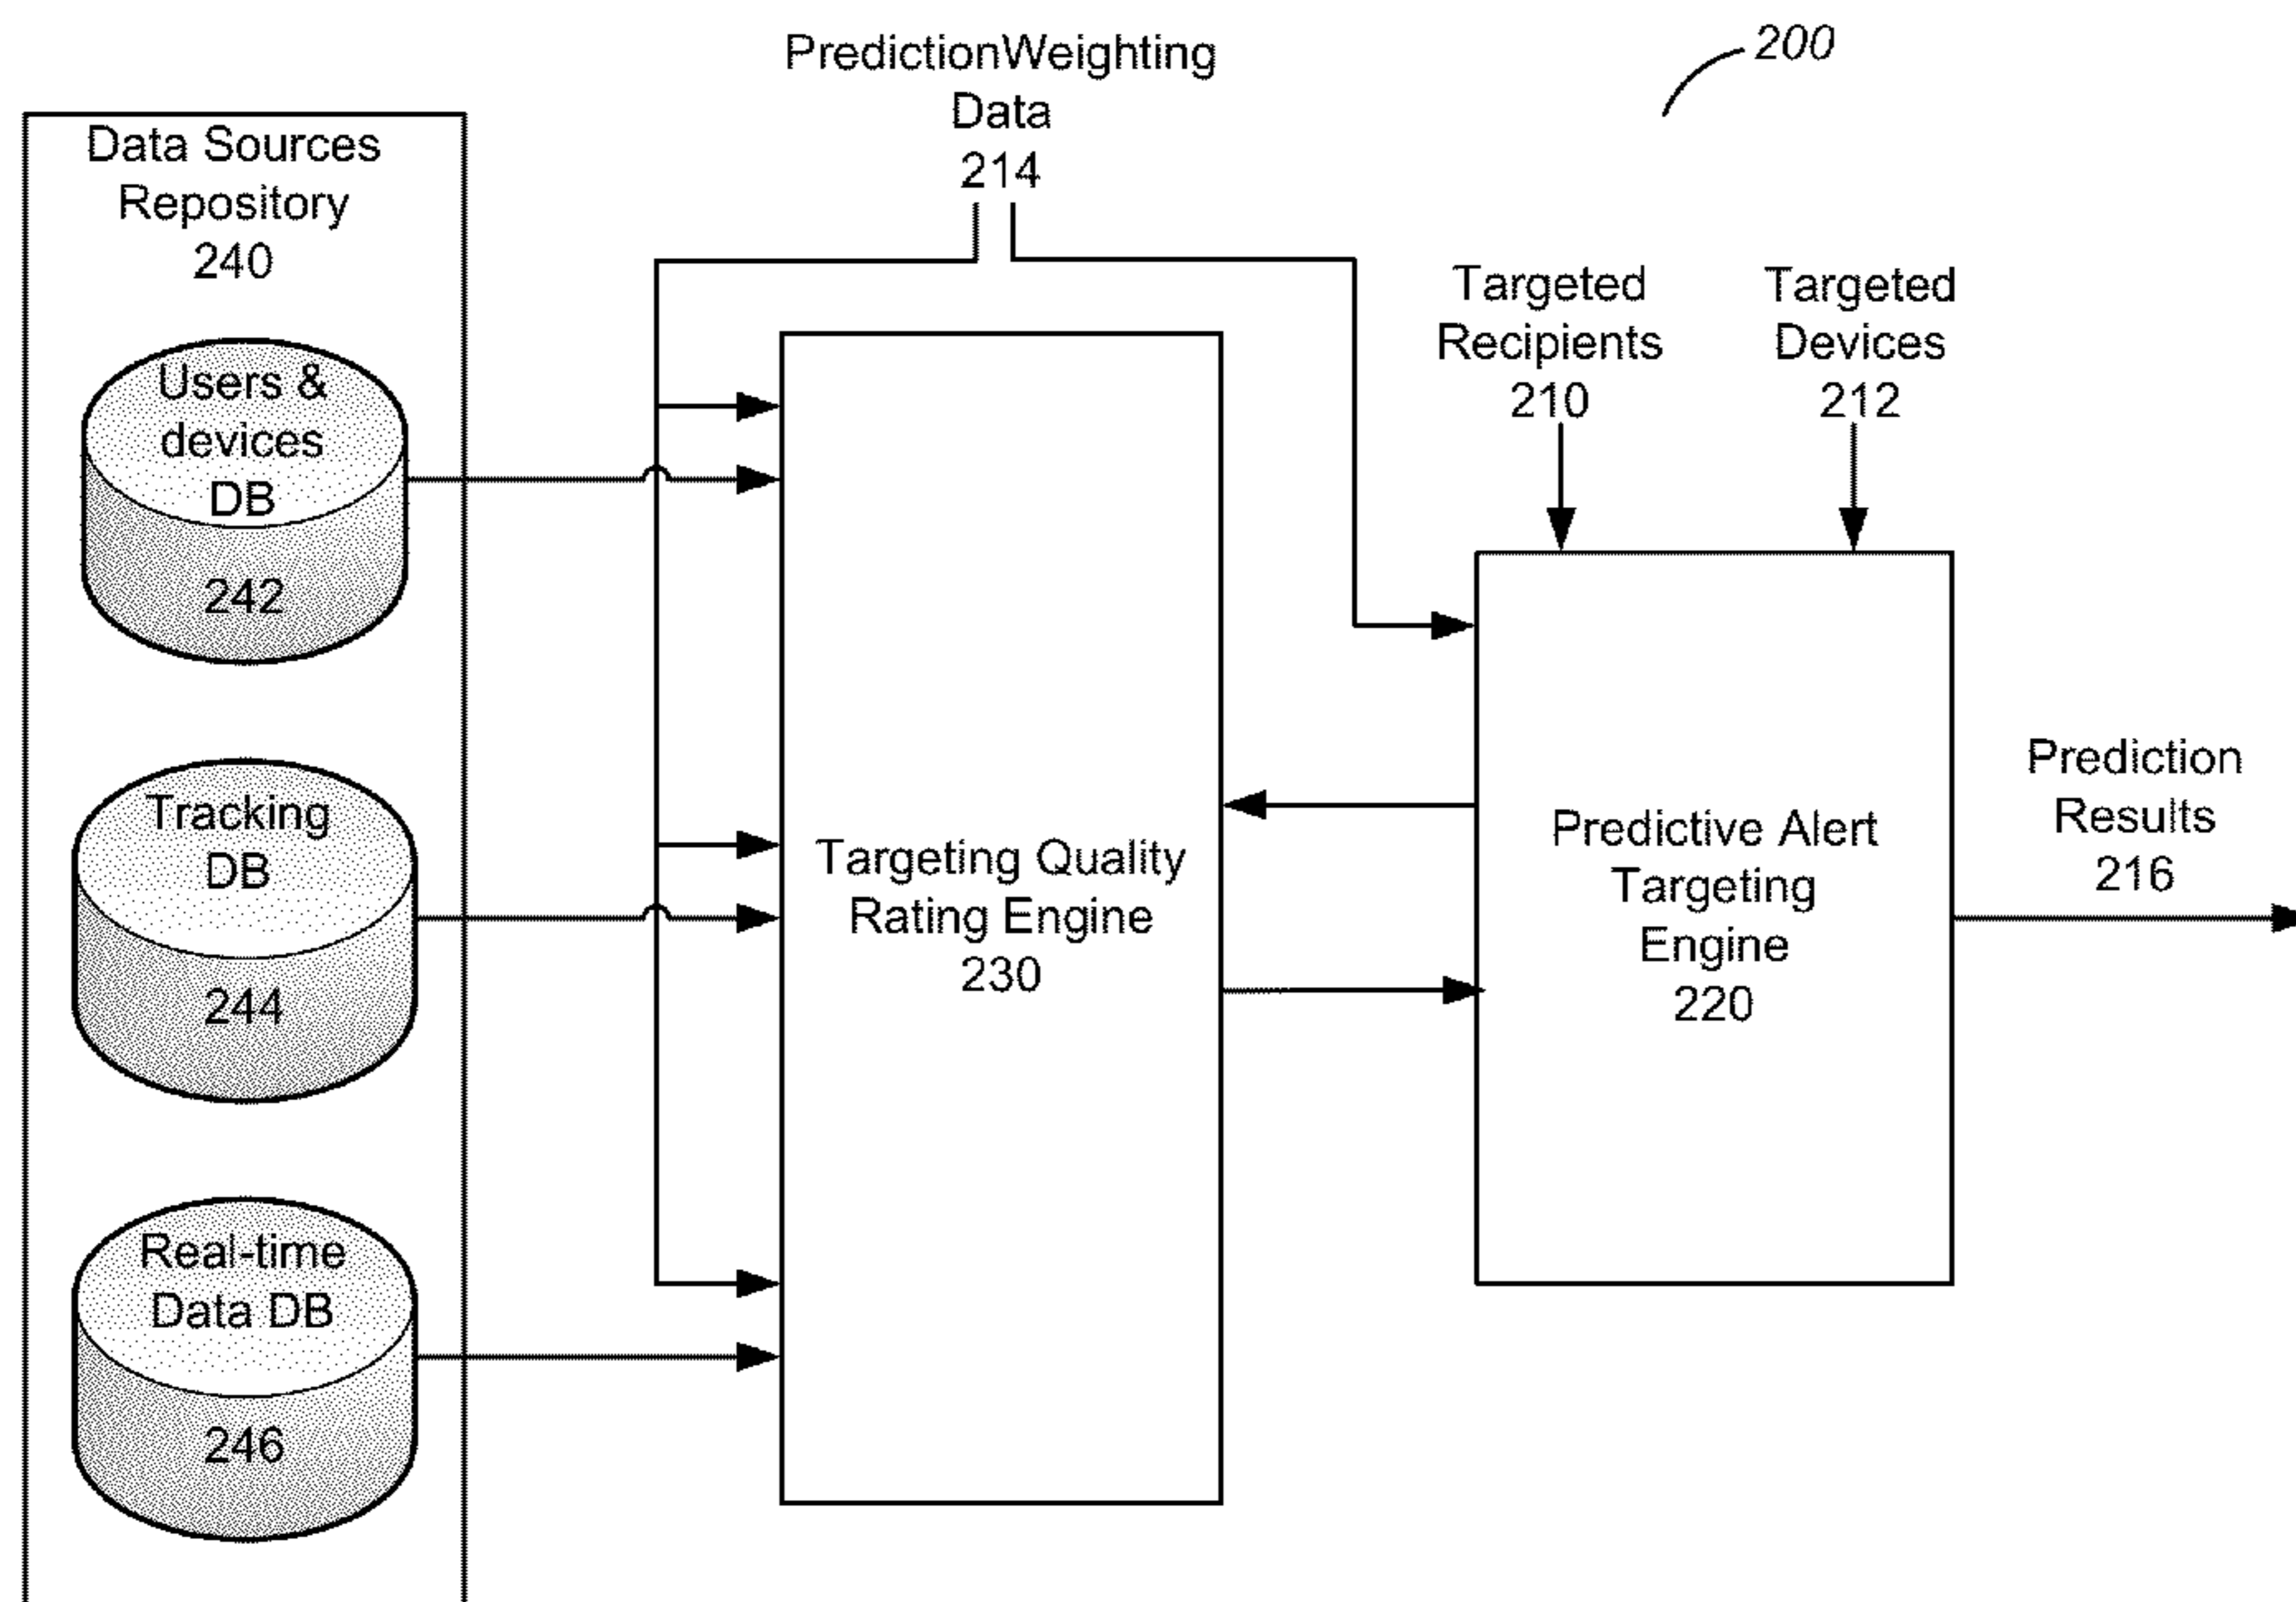 200
PredictionWeighting
Data
214
Data Sources
Repository
240
Users &
devices
DB
242
Tracking
DB
244
Real-time
Data DB
246
Targeting Quality
Rating Engine
230
Targeted
Recipients
210
Targeted
Devices
212
Predictive Alert
Targeting
Engine
220
Prediction
Results
216